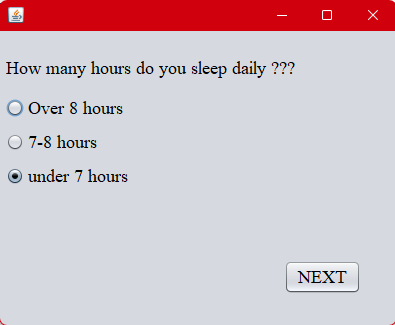 How many hours do you sleep daily ???
Over 8 hours
7-8 hours
under 7 hours
NEXT